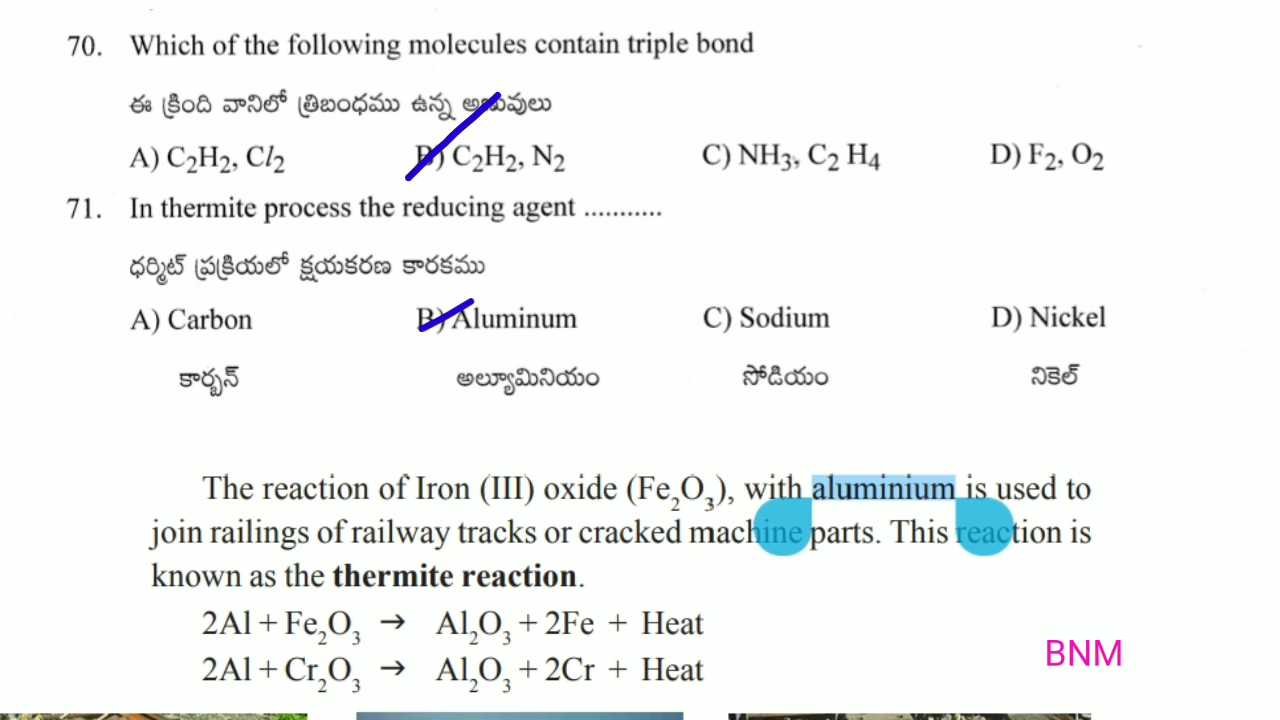 70. Which of the following molecules contain triple bond
ఈ క్రింది వానిలో త్రిబంధము ఉన్న అణువులు
A) C₂H₂, Cl₂ B) C₂H₂, N₂ C) NH₃, C₂ H₄ D) F₂, O₂
71. In thermite process the reducing agent ...........
థర్మిట్ ప్రక్రియలో క్షయకరణ కారకము
A) Carbon B) Aluminum C) Sodium D) Nickel
కార్బన్ అల్యూమినియం సోడియం నికెల్
The reaction of Iron (III) oxide (Fe₂O₃), with aluminium is used to
join railings of railway tracks or cracked machine parts. This reaction is
known as the thermite reaction.
2Al + Fe₂O₃ → Al₂O₃ + 2Fe + Heat
2Al + Cr₂O₃ → Al₂O₃ + 2Cr + Heat
BNM